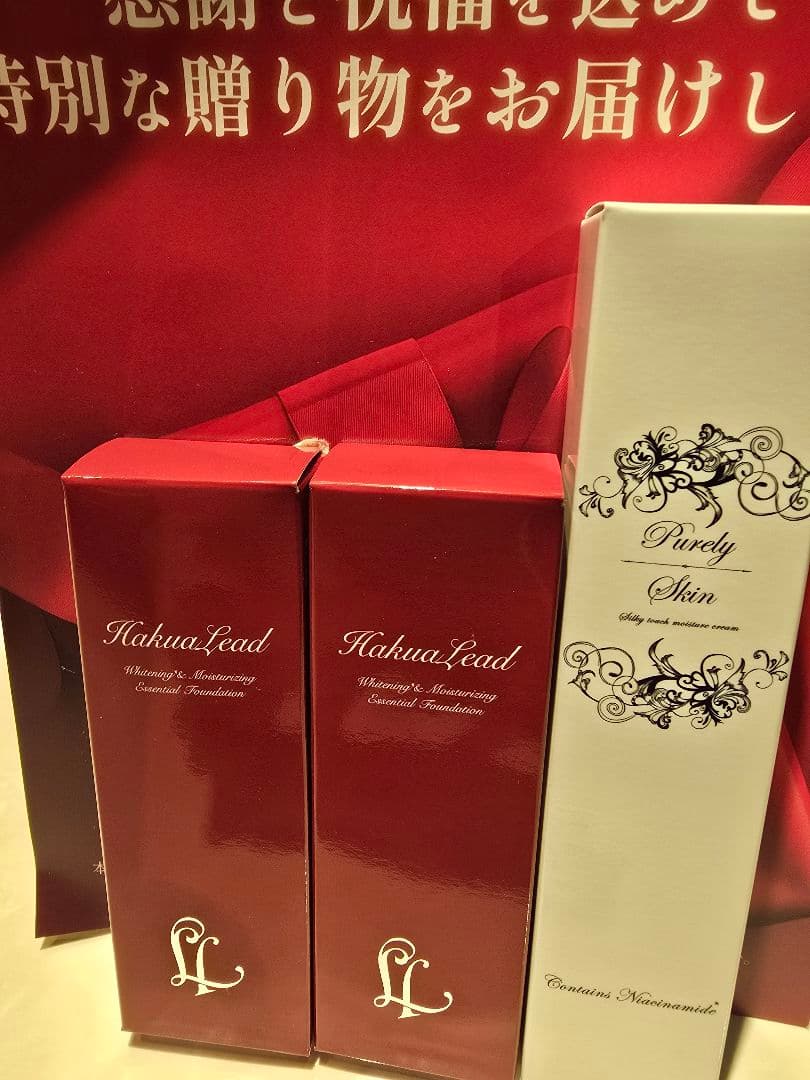 感謝と祝福を込めて
特別な贈り物をお届けし
HakuaLead
Whitening*& Moisturizing
Essential Foundation
HakuaLead
Whitening*& Moisturizing
Essential Foundation
Purely
Skin
Silky touch moisture cream
Contains Niacinamide*
本